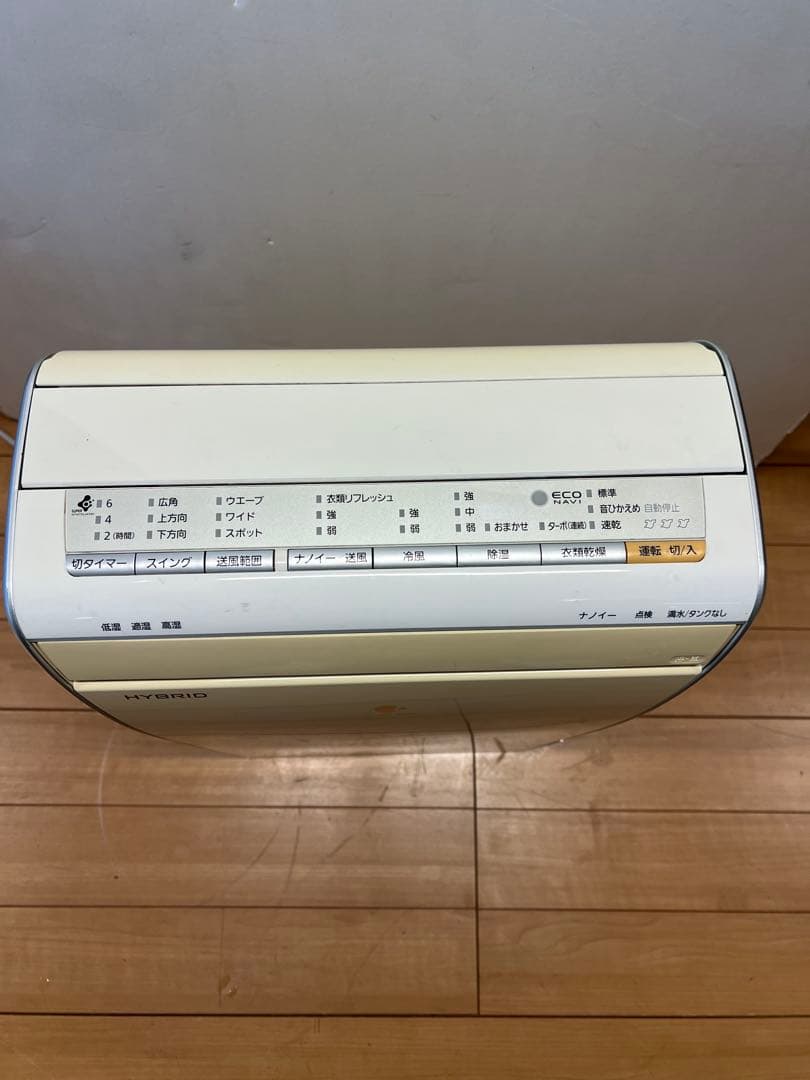 6 広角 ウエーブ 衣類リフレッシュ 強 ECO NAVI 標準
4 上方向 ワイド 強 強 中 音ひかえめ 自動停止
2(時間) 下方向 スポット 弱 弱 弱 おまかせ ターボ(連続) 速乾
切タイマー スイング 送風範囲 ナノイー 送風 冷風 除湿 衣類乾燥 運転 切/入
低湿 適湿 高湿 ナノイー 点検 満水/タンクなし
HYBRID